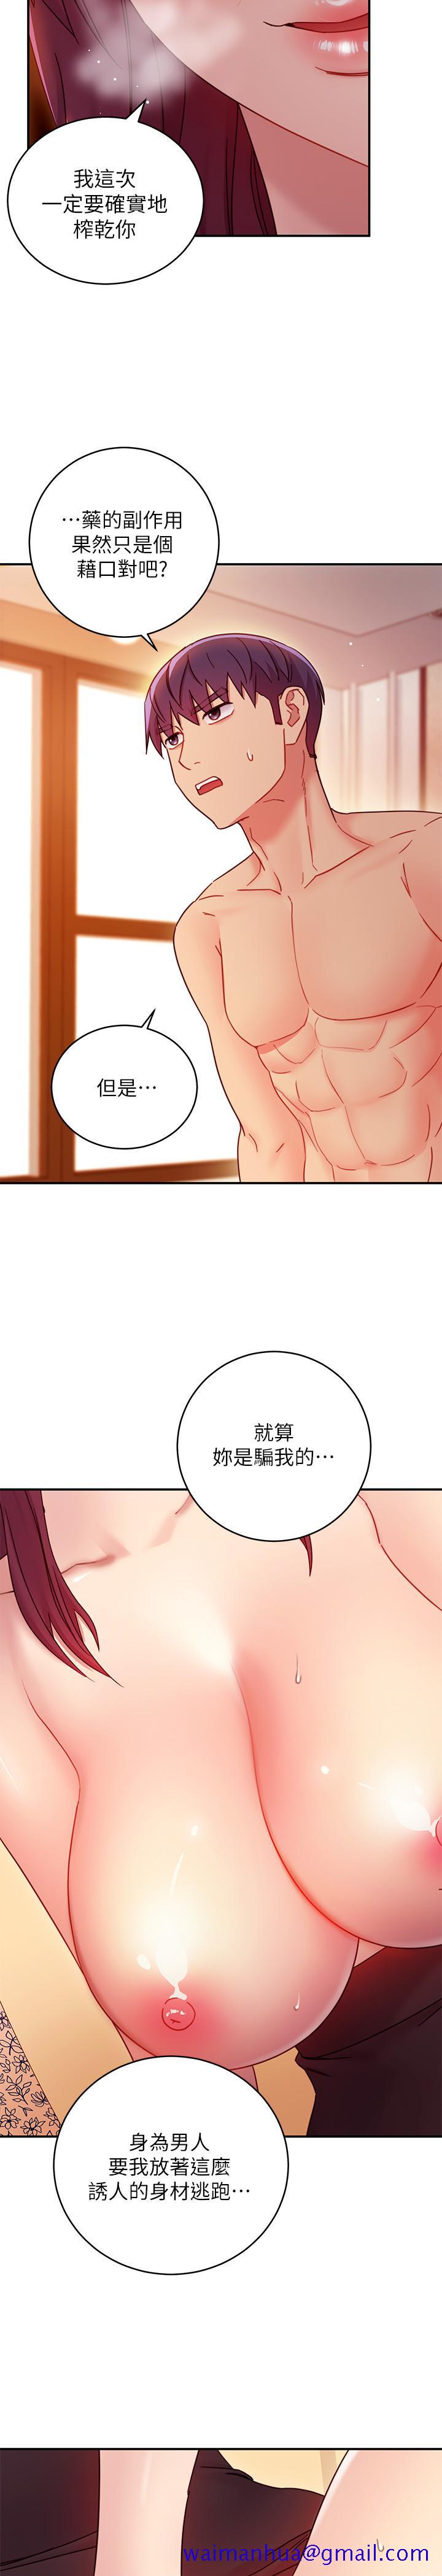 我這次
一定要確實地
榨乾你
…藥的副作用
果然只是個
藉口對吧?
但是…
就算
妳是騙我的…
身為男人
要我放著這麼
誘人的身材逃跑…
waimanhua@gmail.com